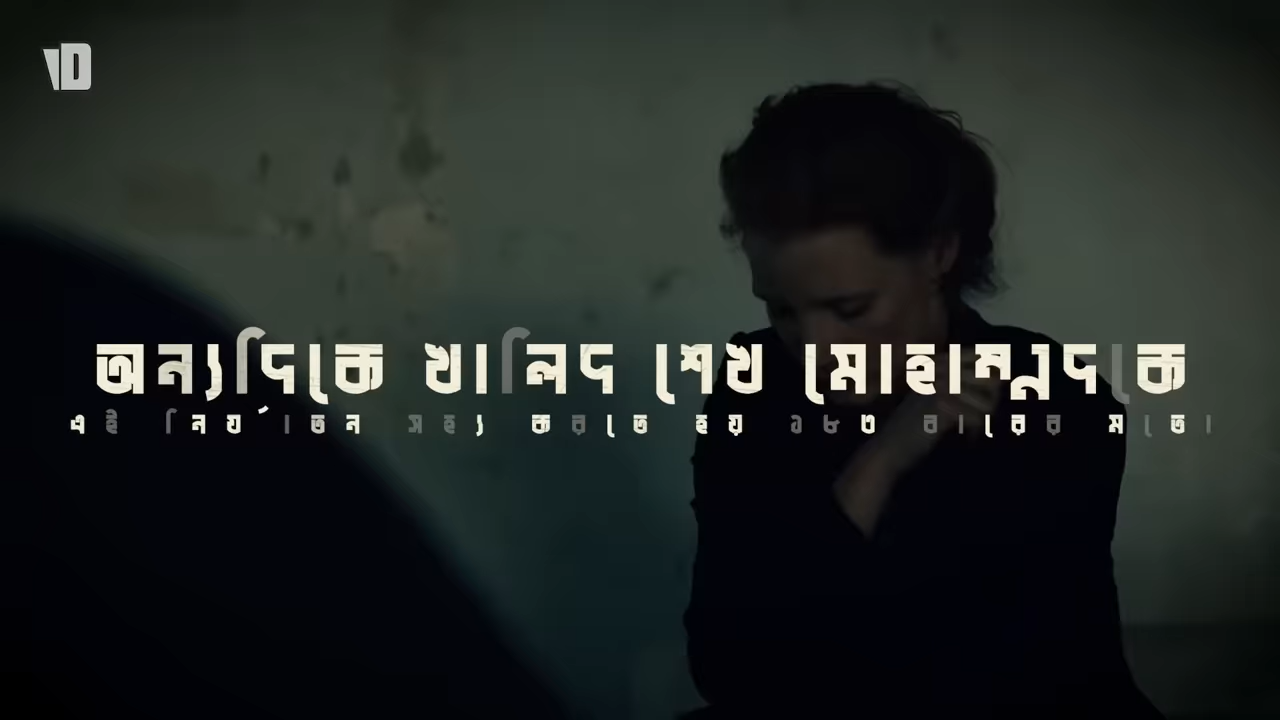 অন্যদিকে খালিদ শেখ মোহাম্মদকে
এই নির্যাতন সহ্য করতে হয় ১৮৩ বারের মতো